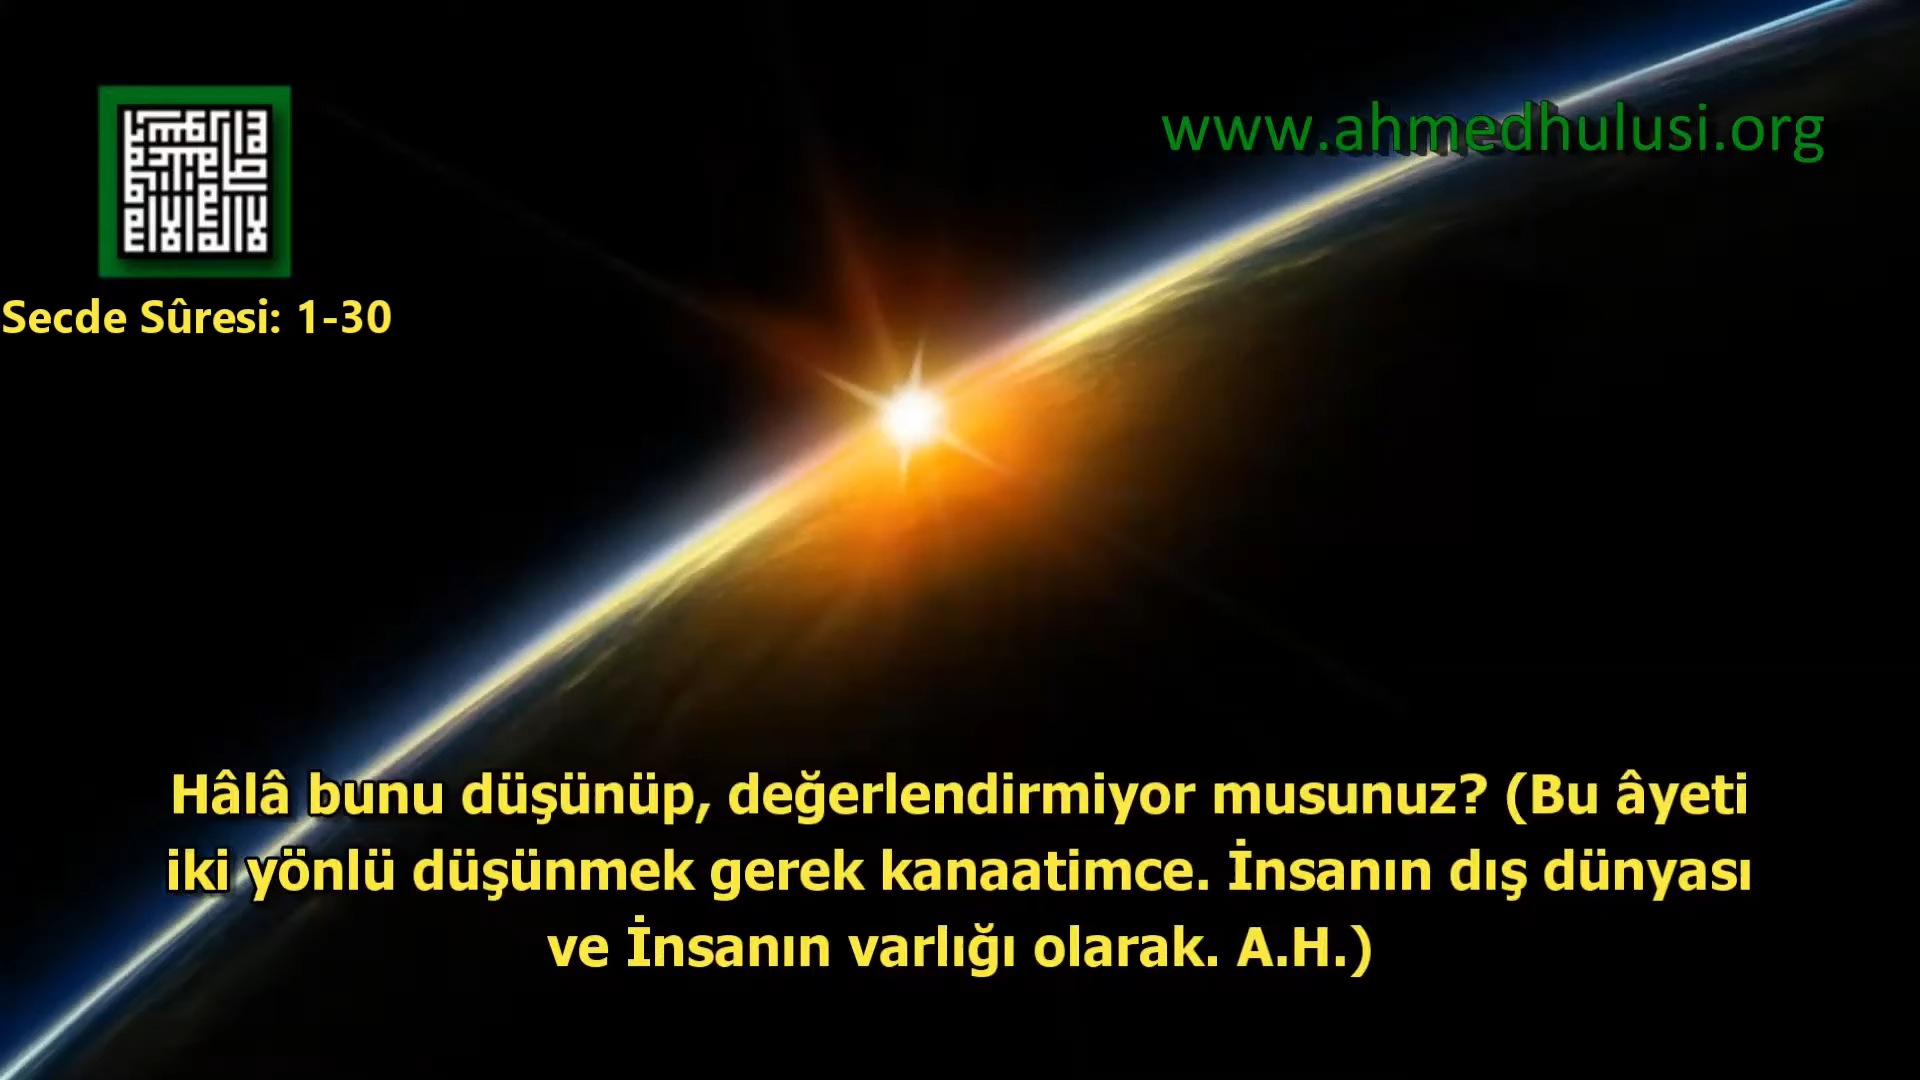 www.ahmedhulusi.org
Secde Sûresi: 1-30
Hâlâ bunu düşünüp, değerlendirmiyor musunuz? (Bu âyeti
iki yönlü düşünmek gerek kanaatimce. İnsanın dış dünyası
ve İnsanın varlığı olarak. A.H.)